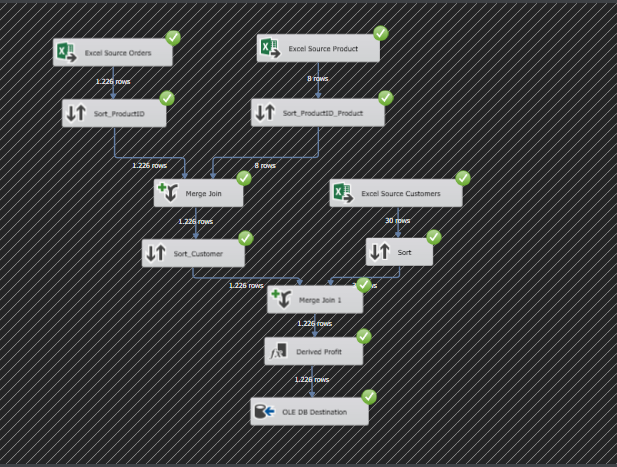 Excel Source Orders
Excel Source Product
1.226 rows
8 rows
Sort_ProductID
Sort_ProductID_Product
1.226 rows
8 rows
Merge Join
Excel Source Customers
1.226 rows
30 rows
Sort_Customer
Sort
1.226 rows
Merge Join 1
1.226 rows
Derived Profit
1.226 rows
OLE DB Destination